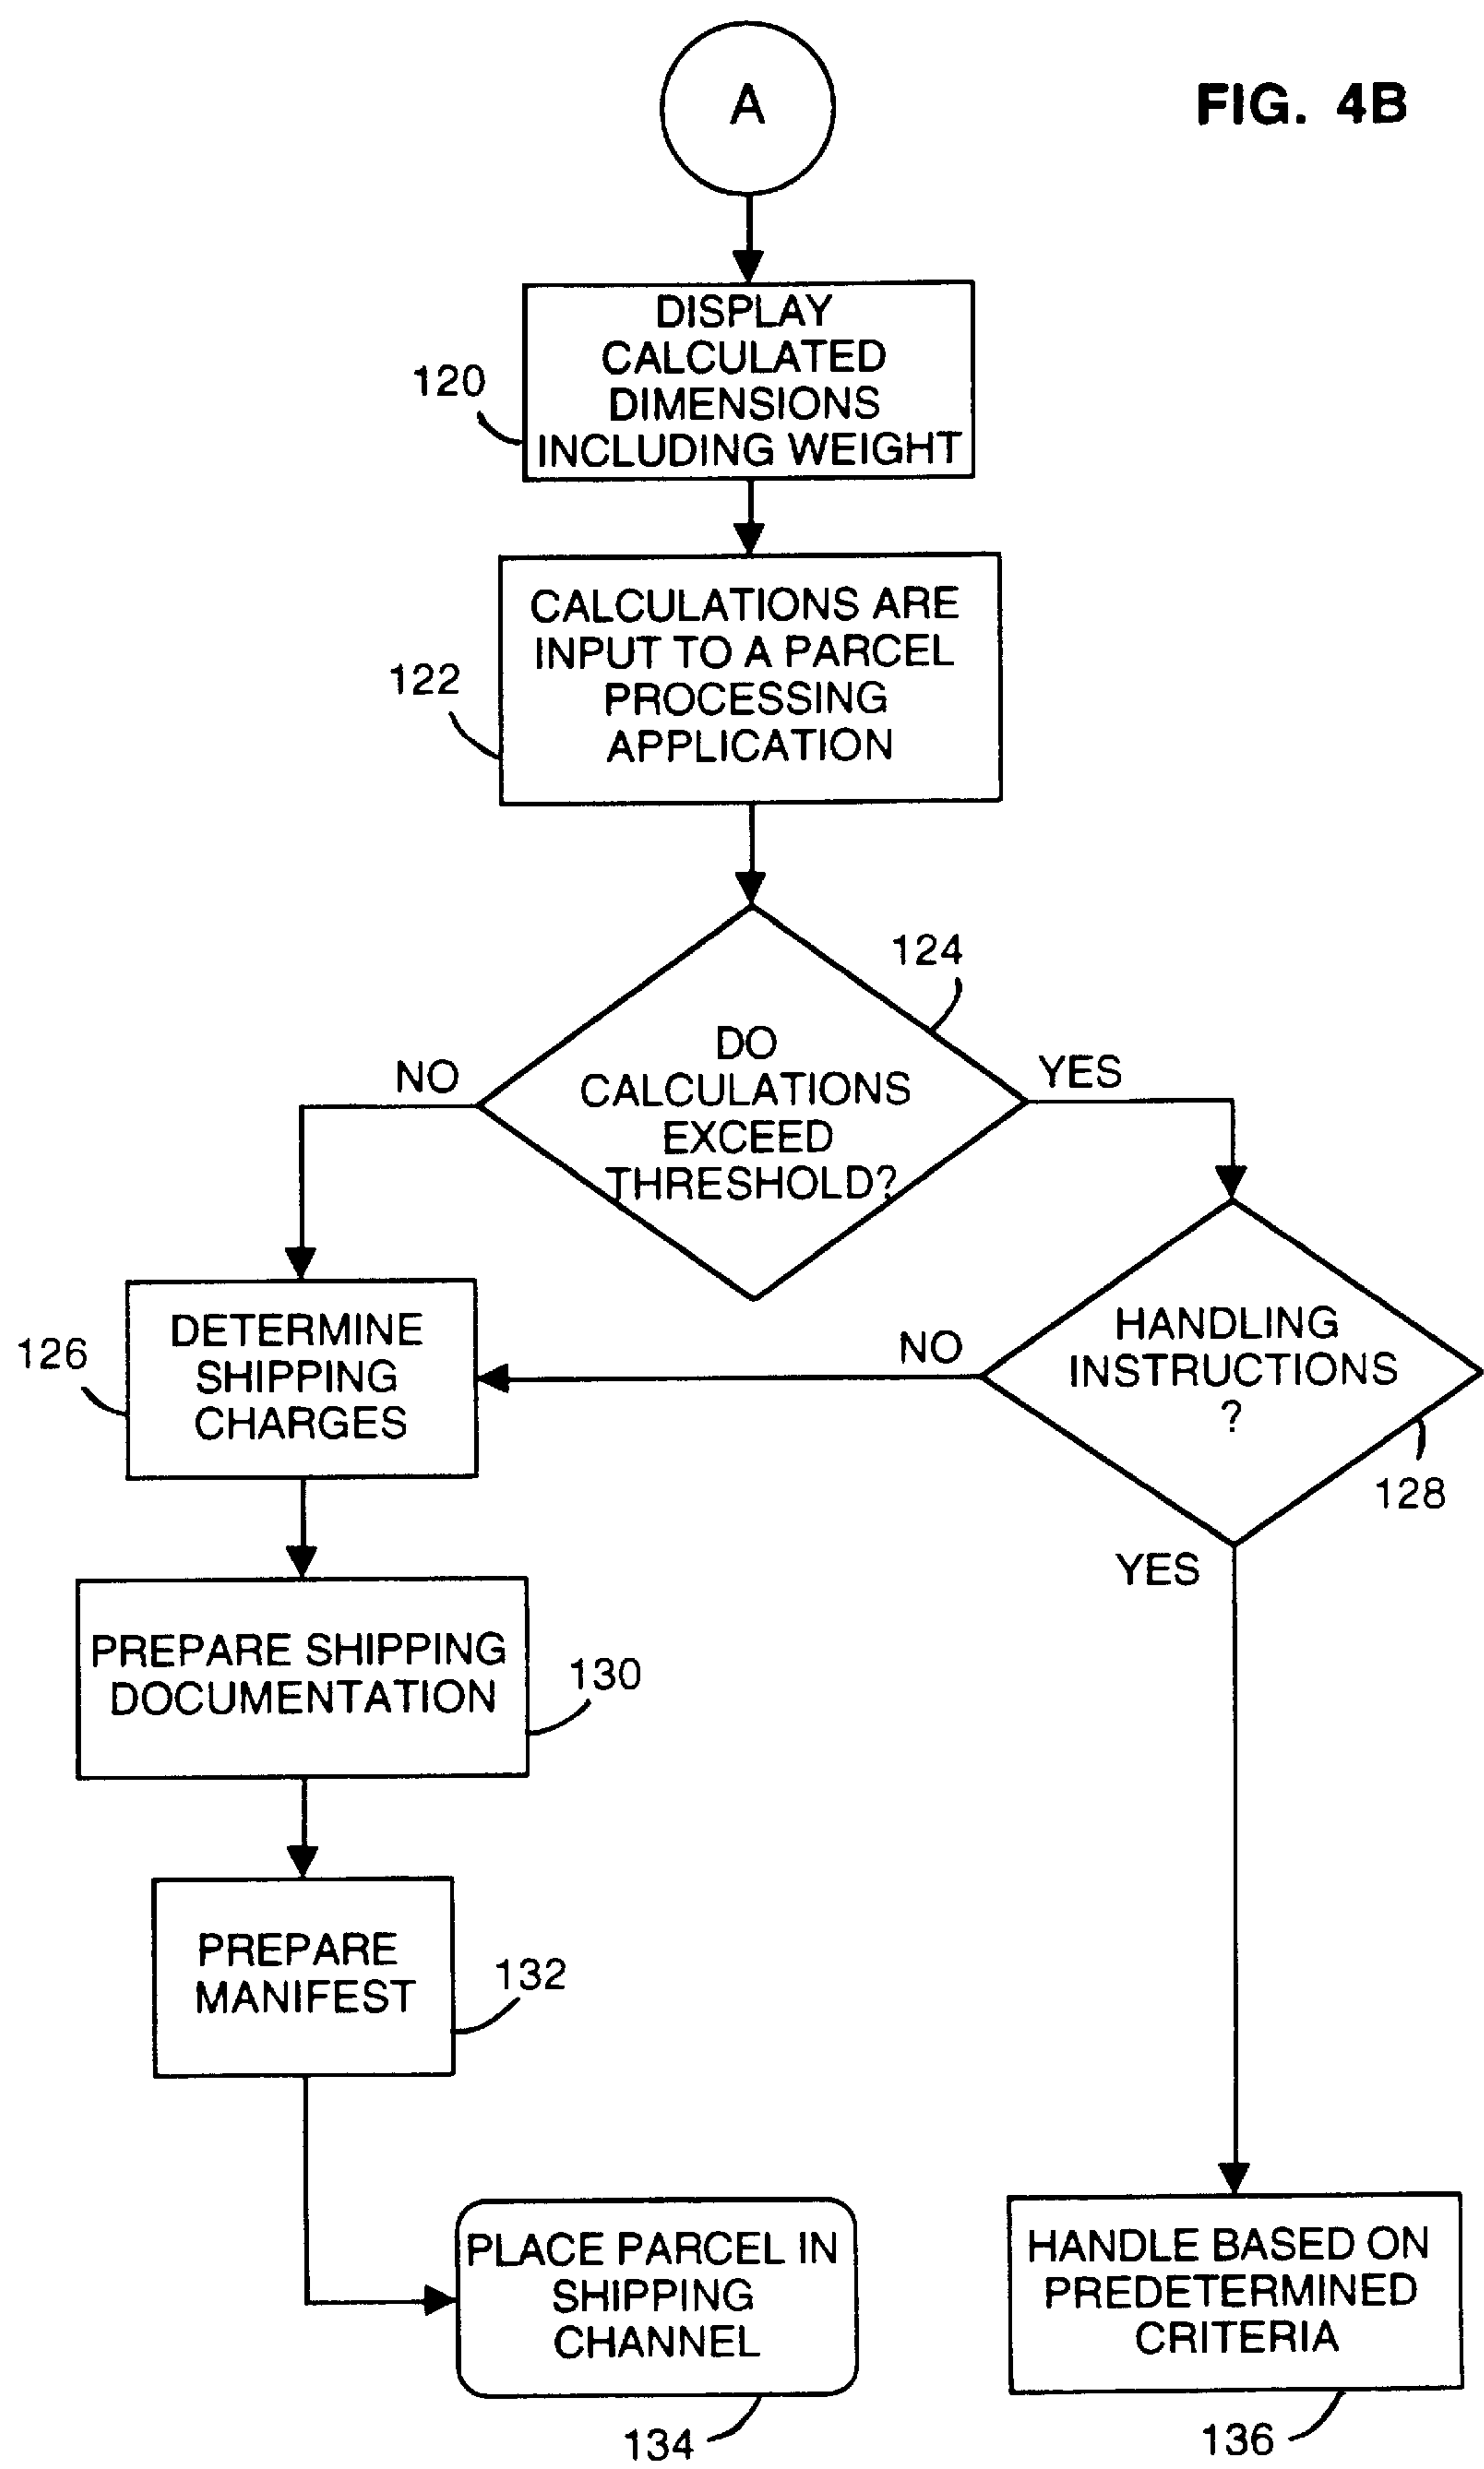 A
FIG. 4B
DISPLAY
CALCULATED
DIMENSIONS
INCLUDING WEIGHT
120
CALCULATIONS ARE
INPUT TO A PARCEL
PROCESSING
APPLICATION
122
124
DO
CALCULATIONS
EXCEED
THRESHOLD?
NO
YES
DETERMINE
SHIPPING
CHARGES
126
NO
HANDLING
INSTRUCTIONS
?
128
YES
PREPARE SHIPPING
DOCUMENTATION
130
PREPARE
MANIFEST
132
PLACE PARCEL IN
SHIPPING
CHANNEL
134
HANDLE BASED ON
PREDETERMINED
CRITERIA
136